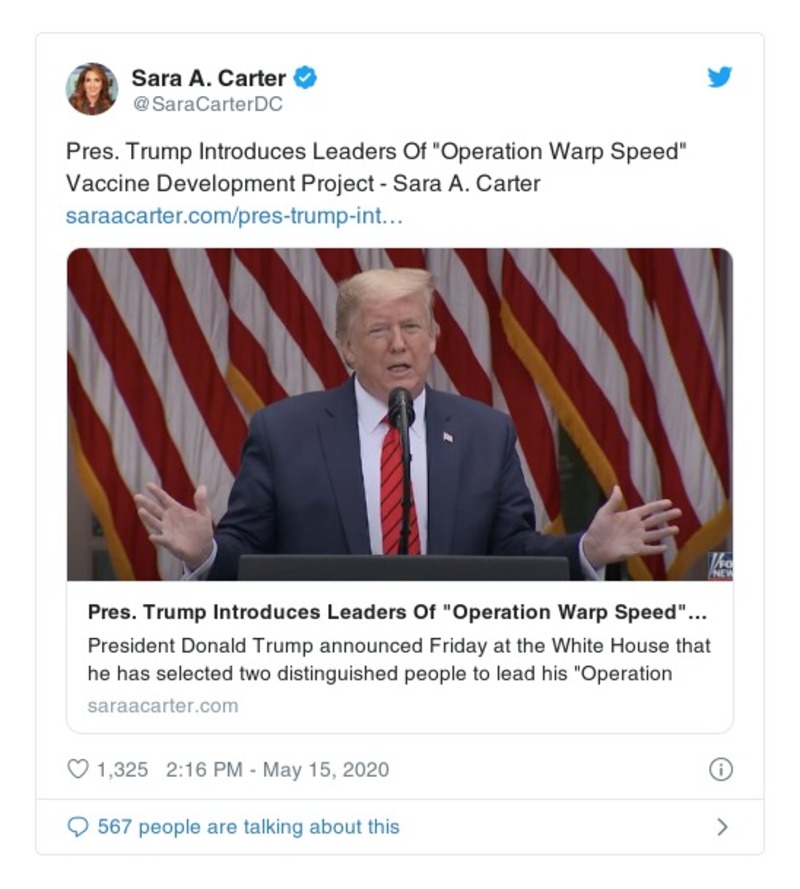 Sara A. Carter
@SaraCarterDC
Pres. Trump Introduces Leaders Of "Operation Warp Speed"
Vaccine Development Project - Sara A. Carter
saraacarter.com/pres-trump-int…
FOX
NEWS
Pres. Trump Introduces Leaders Of "Operation Warp Speed"…
President Donald Trump announced Friday at the White House that
he has selected two distinguished people to lead his "Operation
saraacarter.com
1,325 2:16 PM - May 15, 2020
567 people are talking about this